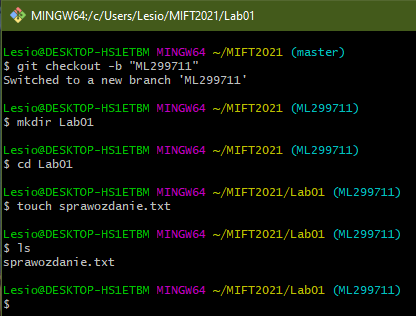 MINGW64:/c/Users/Lesio/MIFT2021/Lab01
Lesio@DESKTOP-HS1ETBM MINGW64 ~/MIFT2021 (master)
$ git checkout -b "ML299711"
Switched to a new branch 'ML299711'
Lesio@DESKTOP-HS1ETBM MINGW64 ~/MIFT2021 (ML299711)
$ mkdir Lab01
Lesio@DESKTOP-HS1ETBM MINGW64 ~/MIFT2021 (ML299711)
$ cd Lab01
Lesio@DESKTOP-HS1ETBM MINGW64 ~/MIFT2021/Lab01 (ML299711)
$ touch sprawozdanie.txt
Lesio@DESKTOP-HS1ETBM MINGW64 ~/MIFT2021/Lab01 (ML299711)
$ ls
sprawozdanie.txt
Lesio@DESKTOP-HS1ETBM MINGW64 ~/MIFT2021/Lab01 (ML299711)
$